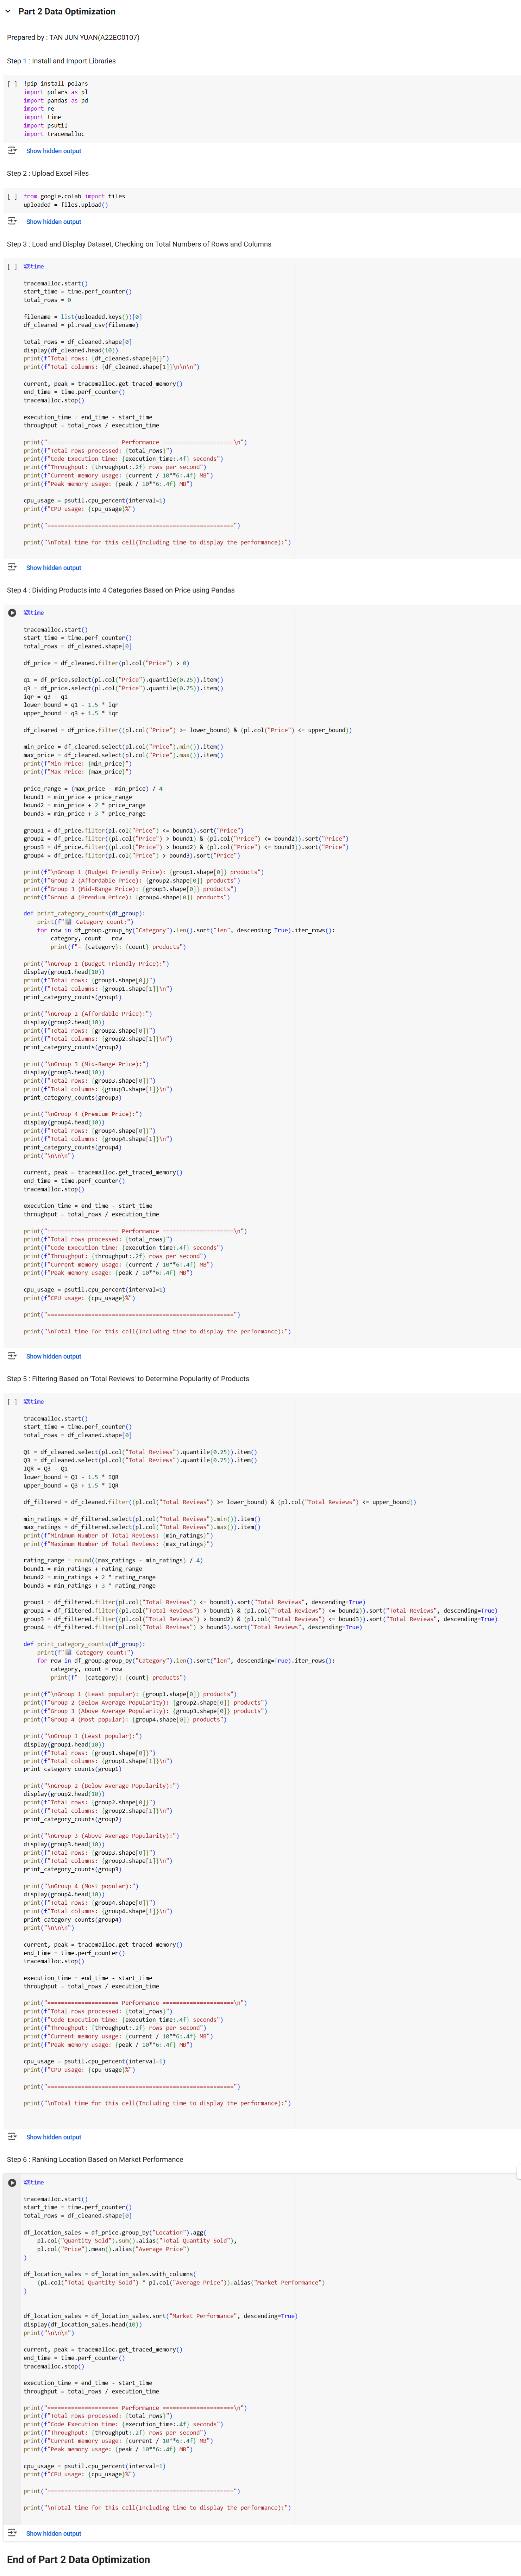 Part 2 Data Optimization
Prepared by : TAN JUN YUAN(A22EC0107)
Step 1 : Install and Import Libraries
[ ] !pip install polars
import polars as pl
import pandas as pd
import re
import time
import psutil
import tracemalloc
Show hidden output
Step 2 : Upload Excel Files
[ ] from google.colab import files
uploaded = files.upload()
Show hidden output
Step 3 : Load and Display Dataset, Checking on Total Numbers of Rows and Columns
[ ] %%time
tracemalloc.start()
start_time = time.perf_counter()
total_rows = 0
filename = list(uploaded.keys())[0]
df_cleaned = pl.read_csv(filename)
total_rows = df_cleaned.shape[0]
display(df_cleaned.head(10))
print(f"Total rows: {df_cleaned.shape[0]}")
print(f"Total columns: {df_cleaned.shape[1]}\n\n\n")
current, peak = tracemalloc.get_traced_memory()
end_time = time.perf_counter()
tracemalloc.stop()
execution_time = end_time - start_time
throughput = total_rows / execution_time
print("===================== Performance =====================\n")
print(f"Total rows processed: {total_rows}")
print(f"Code Execution time: {execution_time:.4f} seconds")
print(f"Throughput: {throughput:.2f} rows per second")
print(f"Current memory usage: {current / 10**6:.4f} MB")
print(f"Peak memory usage: {peak / 10**6:.4f} MB")
cpu_usage = psutil.cpu_percent(interval=1)
print(f"CPU usage: {cpu_usage}%")
print("=======================================================")
print("\nTotal time for this cell(Including time to display the performance):")
Show hidden output
Step 4 : Dividing Products into 4 Categories Based on Price using Pandas
%%time
tracemalloc.start()
start_time = time.perf_counter()
total_rows = df_cleaned.shape[0]
df_price = df_cleaned.filter(pl.col("Price") > 0)
q1 = df_price.select(pl.col("Price").quantile(0.25)).item()
q3 = df_price.select(pl.col("Price").quantile(0.75)).item()
iqr = q3 - q1
lower_bound = q1 - 1.5 * iqr
upper_bound = q3 + 1.5 * iqr
df_cleared = df_price.filter((pl.col("Price") >= lower_bound) & (pl.col("Price") <= upper_bound))
min_price = df_cleared.select(pl.col("Price").min()).item()
max_price = df_cleared.select(pl.col("Price").max()).item()
print(f"Min Price: {min_price}")
print(f"Max Price: {max_price}")
price_range = (max_price - min_price) / 4
bound1 = min_price + price_range
bound2 = min_price + 2 * price_range
bound3 = min_price + 3 * price_range
group1 = df_price.filter(pl.col("Price") <= bound1).sort("Price")
group2 = df_price.filter((pl.col("Price") > bound1) & (pl.col("Price") <= bound2)).sort("Price")
group3 = df_price.filter((pl.col("Price") > bound2) & (pl.col("Price") <= bound3)).sort("Price")
group4 = df_price.filter(pl.col("Price") > bound3).sort("Price")
print(f"\nGroup 1 (Budget Friendly Price): {group1.shape[0]} products")
print(f"Group 2 (Affordable Price): {group2.shape[0]} products")
print(f"Group 3 (Mid-Range Price): {group3.shape[0]} products")
print(f"Group 4 (Premium Price): {group4.shape[0]} products")
def print_category_counts(df_group):
print(f"📊 Category count:")
for row in df_group.group_by("Category").len().sort("len", descending=True).iter_rows():
category, count = row
print(f"- {category}: {count} products")
print("\nGroup 1 (Budget Friendly Price):")
display(group1.head(10))
print(f"Total rows: {group1.shape[0]}")
print(f"Total columns: {group1.shape[1]}\n")
print_category_counts(group1)
print("\nGroup 2 (Affordable Price):")
display(group2.head(10))
print(f"Total rows: {group2.shape[0]}")
print(f"Total columns: {group2.shape[1]}\n")
print_category_counts(group2)
print("\nGroup 3 (Mid-Range Price):")
display(group3.head(10))
print(f"Total rows: {group3.shape[0]}")
print(f"Total columns: {group3.shape[1]}\n")
print_category_counts(group3)
print("\nGroup 4 (Premium Price):")
display(group4.head(10))
print(f"Total rows: {group4.shape[0]}")
print(f"Total columns: {group4.shape[1]}\n")
print_category_counts(group4)
print("\n\n\n")
current, peak = tracemalloc.get_traced_memory()
end_time = time.perf_counter()
tracemalloc.stop()
execution_time = end_time - start_time
throughput = total_rows / execution_time
print("===================== Performance =====================\n")
print(f"Total rows processed: {total_rows}")
print(f"Code Execution time: {execution_time:.4f} seconds")
print(f"Throughput: {throughput:.2f} rows per second")
print(f"Current memory usage: {current / 10**6:.4f} MB")
print(f"Peak memory usage: {peak / 10**6:.4f} MB")
cpu_usage = psutil.cpu_percent(interval=1)
print(f"CPU usage: {cpu_usage}%")
print("=======================================================")
print("\nTotal time for this cell(Including time to display the performance):")
Show hidden output
Step 5 : Filtering Based on 'Total Reviews' to Determine Popularity of Products
[ ] %%time
tracemalloc.start()
start_time = time.perf_counter()
total_rows = df_cleaned.shape[0]
Q1 = df_cleaned.select(pl.col("Total Reviews").quantile(0.25)).item()
Q3 = df_cleaned.select(pl.col("Total Reviews").quantile(0.75)).item()
IQR = Q3 - Q1
lower_bound = Q1 - 1.5 * IQR
upper_bound = Q3 + 1.5 * IQR
df_filtered = df_cleaned.filter((pl.col("Total Reviews") >= lower_bound) & (pl.col("Total Reviews") <= upper_bound))
min_ratings = df_filtered.select(pl.col("Total Reviews").min()).item()
max_ratings = df_filtered.select(pl.col("Total Reviews").max()).item()
print(f"Minimum Number of Total Reviews: {min_ratings}")
print(f"Maximum Number of Total Reviews: {max_ratings}")
rating_range = round((max_ratings - min_ratings) / 4)
bound1 = min_ratings + rating_range
bound2 = min_ratings + 2 * rating_range
bound3 = min_ratings + 3 * rating_range
group1 = df_filtered.filter(pl.col("Total Reviews") <= bound1).sort("Total Reviews", descending=True)
group2 = df_filtered.filter((pl.col("Total Reviews") > bound1) & (pl.col("Total Reviews") <= bound2)).sort("Total Reviews", descending=True)
group3 = df_filtered.filter((pl.col("Total Reviews") > bound2) & (pl.col("Total Reviews") <= bound3)).sort("Total Reviews", descending=True)
group4 = df_filtered.filter(pl.col("Total Reviews") > bound3).sort("Total Reviews", descending=True)
def print_category_counts(df_group):
print(f"📊 Category count:")
for row in df_group.group_by("Category").len().sort("len", descending=True).iter_rows():
category, count = row
print(f"- {category}: {count} products")
print(f"\nGroup 1 (Least popular): {group1.shape[0]} products")
print(f"Group 2 (Below Average Popularity): {group2.shape[0]} products")
print(f"Group 3 (Above Average Popularity): {group3.shape[0]} products")
print(f"Group 4 (Most popular): {group4.shape[0]} products")
print("\nGroup 1 (Least popular):")
display(group1.head(10))
print(f"Total rows: {group1.shape[0]}")
print(f"Total columns: {group1.shape[1]}\n")
print_category_counts(group1)
print("\nGroup 2 (Below Average Popularity):")
display(group2.head(10))
print(f"Total rows: {group2.shape[0]}")
print(f"Total columns: {group2.shape[1]}\n")
print_category_counts(group2)
print("\nGroup 3 (Above Average Popularity):")
display(group3.head(10))
print(f"Total rows: {group3.shape[0]}")
print(f"Total columns: {group3.shape[1]}\n")
print_category_counts(group3)
print("\nGroup 4 (Most popular):")
display(group4.head(10))
print(f"Total rows: {group4.shape[0]}")
print(f"Total columns: {group4.shape[1]}\n")
print_category_counts(group4)
print("\n\n\n")
current, peak = tracemalloc.get_traced_memory()
end_time = time.perf_counter()
tracemalloc.stop()
execution_time = end_time - start_time
throughput = total_rows / execution_time
print("===================== Performance =====================\n")
print(f"Total rows processed: {total_rows}")
print(f"Code Execution time: {execution_time:.4f} seconds")
print(f"Throughput: {throughput:.2f} rows per second")
print(f"Current memory usage: {current / 10**6:.4f} MB")
print(f"Peak memory usage: {peak / 10**6:.4f} MB")
cpu_usage = psutil.cpu_percent(interval=1)
print(f"CPU usage: {cpu_usage}%")
print("=======================================================")
print("\nTotal time for this cell(Including time to display the performance):")
Show hidden output
Step 6 : Ranking Location Based on Market Performance
%%time
tracemalloc.start()
start_time = time.perf_counter()
total_rows = df_cleaned.shape[0]
df_location_sales = df_price.group_by("Location").agg(
pl.col("Quantity Sold").sum().alias("Total Quantity Sold"),
pl.col("Price").mean().alias("Average Price")
)
df_location_sales = df_location_sales.with_columns(
(pl.col("Total Quantity Sold") * pl.col("Average Price")).alias("Market Performance")
)
df_location_sales = df_location_sales.sort("Market Performance", descending=True)
display(df_location_sales.head(10))
print("\n\n\n")
current, peak = tracemalloc.get_traced_memory()
end_time = time.perf_counter()
tracemalloc.stop()
execution_time = end_time - start_time
throughput = total_rows / execution_time
print("===================== Performance =====================\n")
print(f"Total rows processed: {total_rows}")
print(f"Code Execution time: {execution_time:.4f} seconds")
print(f"Throughput: {throughput:.2f} rows per second")
print(f"Current memory usage: {current / 10**6:.4f} MB")
print(f"Peak memory usage: {peak / 10**6:.4f} MB")
cpu_usage = psutil.cpu_percent(interval=1)
print(f"CPU usage: {cpu_usage}%")
print("=======================================================")
print("\nTotal time for this cell(Including time to display the performance):")
Show hidden output
End of Part 2 Data Optimization